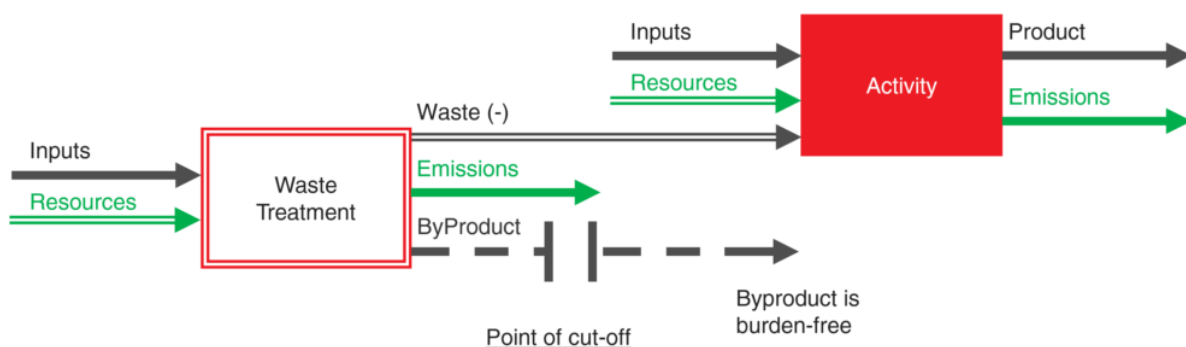 Inputs
Product
Resources
Activity
Emissions
Waste (-)
Inputs
Emissions
Waste
Treatment
Resources
ByProduct
Byproduct is
burden-free
Point of cut-off